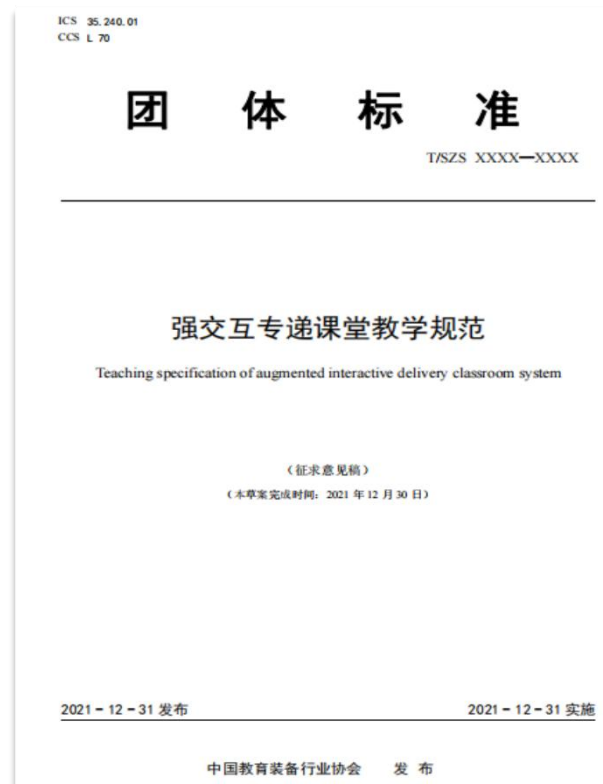 ICS 35.240.01
CCS L 70
团体标准
T/SZS XXXX—XXXX
强交互专递课堂教学规范
Teaching specification of augmented interactive delivery classroom system
（征求意见稿）
（本草案完成时间：2021 年 12 月 30 日）
2021-12-31 发布 2021-12-31 实施
中国教育装备行业协会 发 布